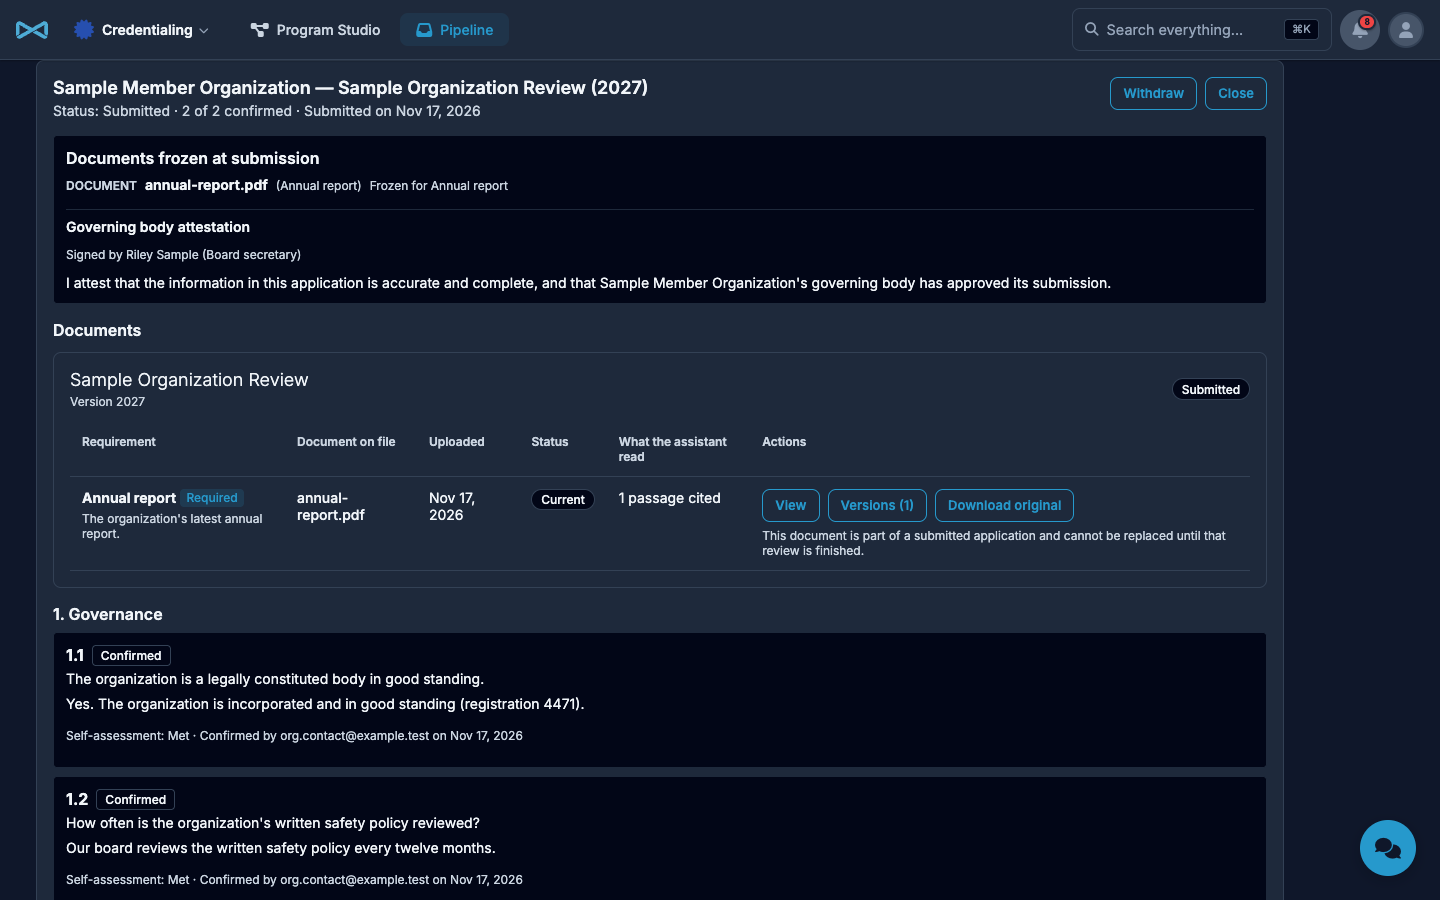 Credentialing
Program Studio
Pipeline
Search everything...
⌘K
8
Sample Member Organization — Sample Organization Review (2027)
Status: Submitted · 2 of 2 confirmed · Submitted on Nov 17, 2026
Withdraw
Close
Documents frozen at submission
DOCUMENT annual-report.pdf (Annual report) Frozen for Annual report
Governing body attestation
Signed by Riley Sample (Board secretary)
I attest that the information in this application is accurate and complete, and that Sample Member Organization's governing body has approved its submission.
Documents
Sample Organization Review
Version 2027
Submitted
Requirement
Document on file
Uploaded
Status
What the assistant
read
Actions
Annual report Required
The organization's latest annual
report.
annual-
report.pdf
Nov 17,
2026
Current
1 passage cited
View
Versions (1)
Download original
This document is part of a submitted application and cannot be replaced until that
review is finished.
1. Governance
1.1 Confirmed
The organization is a legally constituted body in good standing.
Yes. The organization is incorporated and in good standing (registration 4471).
Self-assessment: Met · Confirmed by org.contact@example.test on Nov 17, 2026
1.2 Confirmed
How often is the organization's written safety policy reviewed?
Our board reviews the written safety policy every twelve months.
Self-assessment: Met · Confirmed by org.contact@example.test on Nov 17, 2026